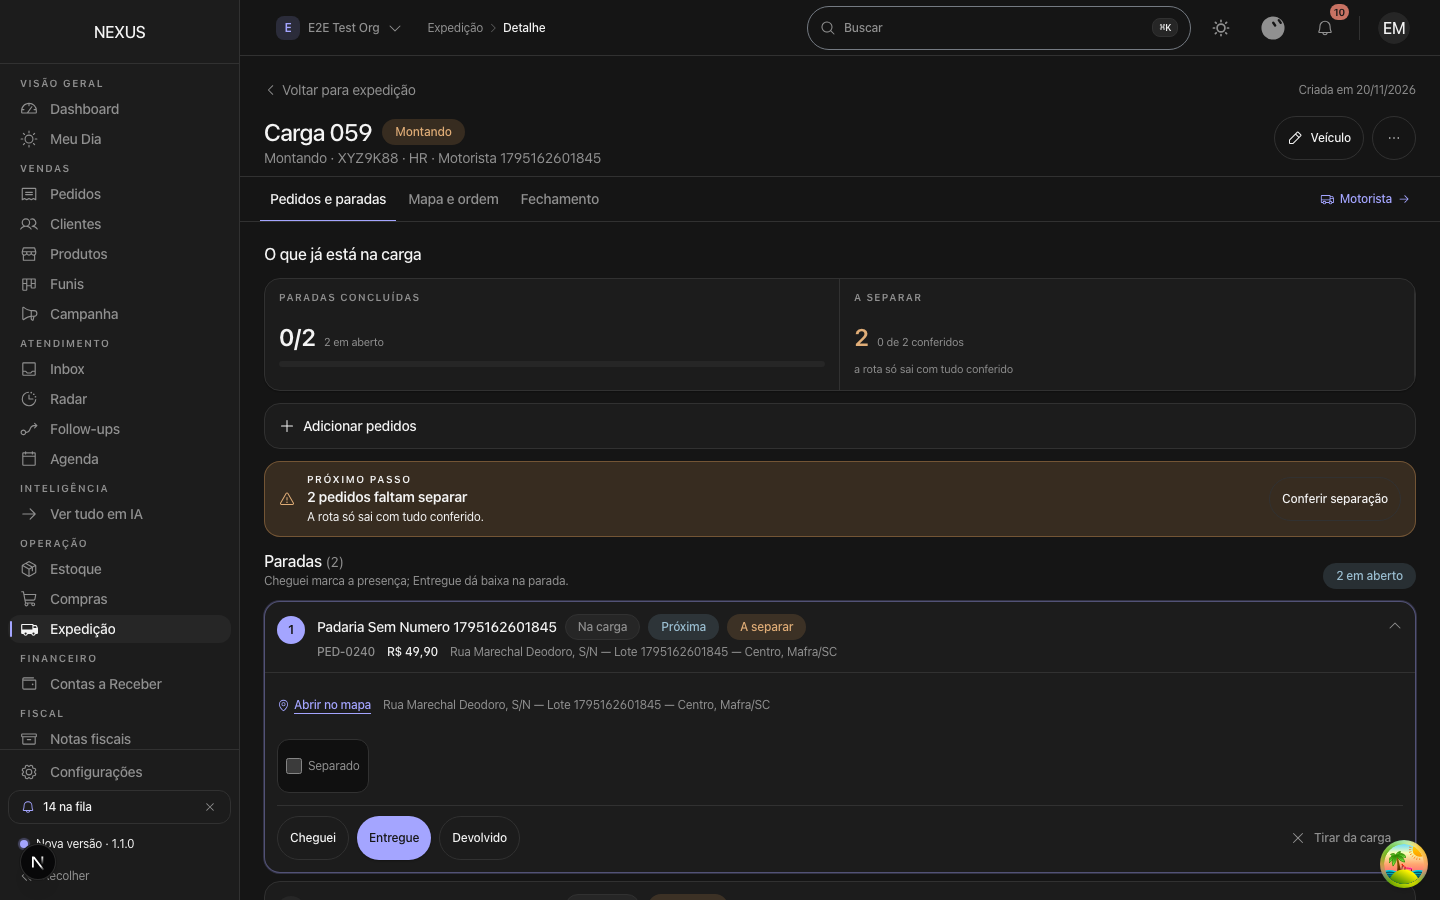 NEXUS
VISÃO GERAL
Dashboard
Meu Dia
VENDAS
Pedidos
Clientes
Produtos
Funis
Campanha
ATENDIMENTO
Inbox
Radar
Follow-ups
Agenda
INTELIGÊNCIA
Ver tudo em IA
OPERAÇÃO
Estoque
Compras
Expedição
FINANCEIRO
Contas a Receber
FISCAL
Notas fiscais
Configurações
14 na fila
Nova versão · 1.1.0
N
E E2E Test Org
Expedição > Detalhe
Buscar ⌘K
10
EM
Voltar para expedição
Criada em 20/11/2026
Carga 059 Montando
Montando · XYZ9K88 · HR · Motorista 1795162601845
Veículo
···
Pedidos e paradas Mapa e ordem Fechamento
Motorista →
O que já está na carga
PARADAS CONCLUÍDAS
0/2 2 em aberto
A SEPARAR
2 0 de 2 conferidos
a rota só sai com tudo conferido
Adicionar pedidos
PRÓXIMO PASSO
2 pedidos faltam separar
A rota só sai com tudo conferido.
Conferir separação
Paradas (2)
Cheguei marca a presença; Entregue dá baixa na parada.
2 em aberto
1 Padaria Sem Numero 1795162601845 Na carga Próxima A separar
PED-0240 R$ 49,90 Rua Marechal Deodoro, S/N — Lote 1795162601845 — Centro, Mafra/SC
Abrir no mapa Rua Marechal Deodoro, S/N — Lote 1795162601845 — Centro, Mafra/SC
Separado
Cheguei Entregue Devolvido
Tirar da carga